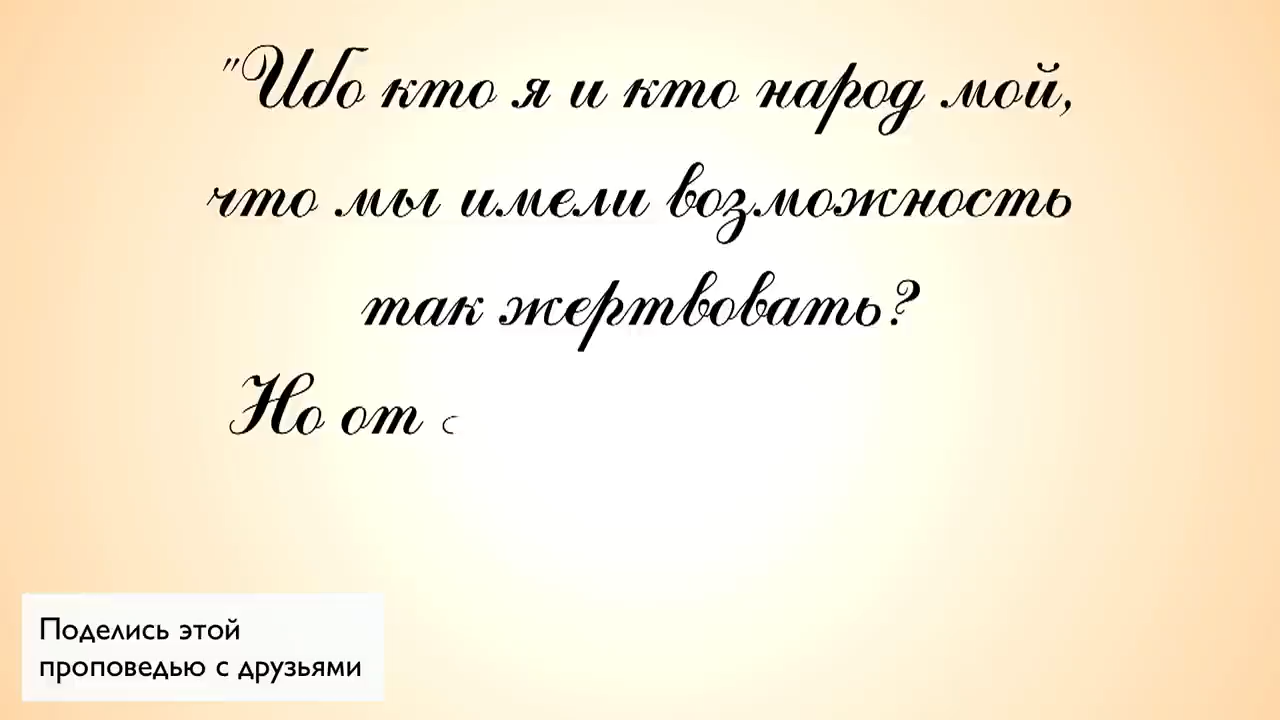 "Ибо кто я и кто народ мой,
что мы имели возможность
так жертвовать?
Но от с
Поделись этой
проповедью с друзьями